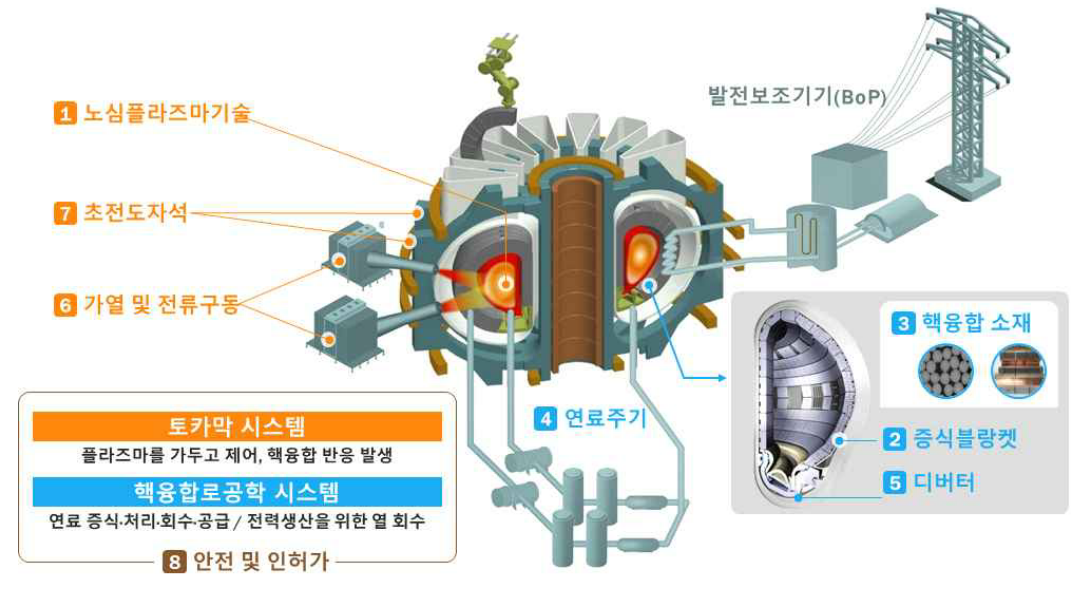 1 노심플라즈마기술
발전보조기기(BoP)
7 초전도자석
6 가열 및 전류구동
3 핵융합 소재
4 연료주기
2 증식블랑켓
5 디버터
토카막 시스템
플라즈마를 가두고 제어, 핵융합 반응 발생
핵융합로공학 시스템
연료 증식·처리·회수·공급 / 전력생산을 위한 열 회수
8 안전 및 인허가